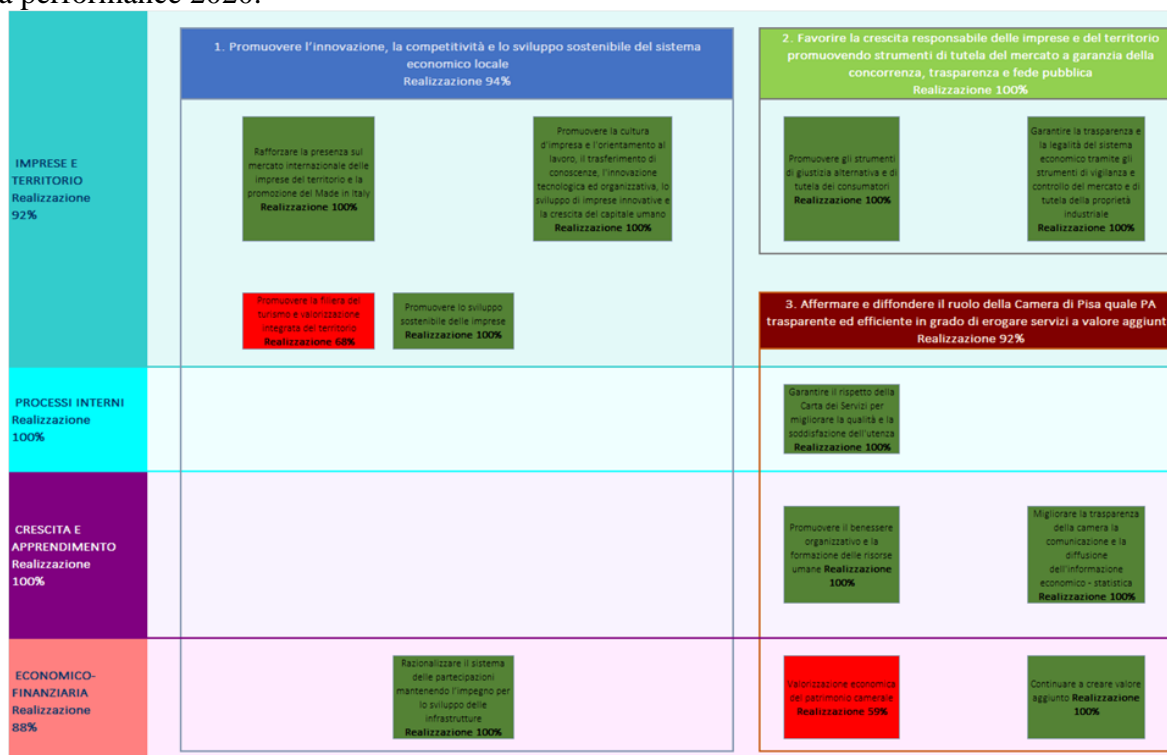 a performance 2020.
1. Promuovere l'innovazione, la competitività e lo sviluppo sostenibile del sistema
economico locale
Realizzazione 94%
2. Favorire la crescita responsabile delle imprese e del territorio
promuovendo strumenti di tutela del mercato a garanzia della
concorrenza, trasparenza e fede pubblica
Realizzazione 100%
IMPRESE E
TERRITORIO
Realizzazione
92%
Rafforzare la presenza sul
mercato internazionale delle
imprese del territorio e la
promozione del Made in Italy
Realizzazione 100%
Promuovere la cultura
d'impresa e l'orientamento al
lavoro, il trasferimento di
conoscenze, l'innovazione
tecnologica ed organizzativa, lo
sviluppo di imprese innovative e
la crescita del capitale umano
Realizzazione 100%
Promuovere gli strumenti
di giustizia alternativa e di
tutela dei consumatori
Realizzazione 100%
Garantire la trasparenza e
la legalità del sistema
economico tramite gli
strumenti di vigilanza e
controllo del mercato e di
tutela della proprietà
industriale
Realizzazione 100%
Promuovere la filiera del
turismo e valorizzazione
integrata del territorio
Realizzazione 68%
Promuovere lo sviluppo
sostenibile delle imprese
Realizzazione 100%
3. Affermare e diffondere il ruolo della Camera di Pisa quale PA
trasparente ed efficiente in grado di erogare servizi a valore aggiunt
Realizzazione 92%
PROCESSI INTERNI
Realizzazione
100%
Garantire il rispetto della
Carta dei Servizi per
migliorare la qualità e la
soddisfazione dell'utenza
Realizzazione 100%
CRESCITA E
APPRENDIMENTO
Realizzazione
100%
Promuovere il benessere
organizzativo e la
formazione delle risorse
umane Realizzazione
100%
Migliorare la trasparenza
della camera la
comunicazione e la
diffusione
dell'informazione
economico - statistica
Realizzazione 100%
ECONOMICO-
FINANZIARIA
Realizzazione
88%
Razionalizzare il sistema
delle partecipazioni
mantenendo l'impegno per
lo sviluppo delle
infrastrutture
Realizzazione 100%
Valorizzazione economica
del patrimonio camerale
Realizzazione 59%
Continuare a creare valore
aggiunto Realizzazione
100%